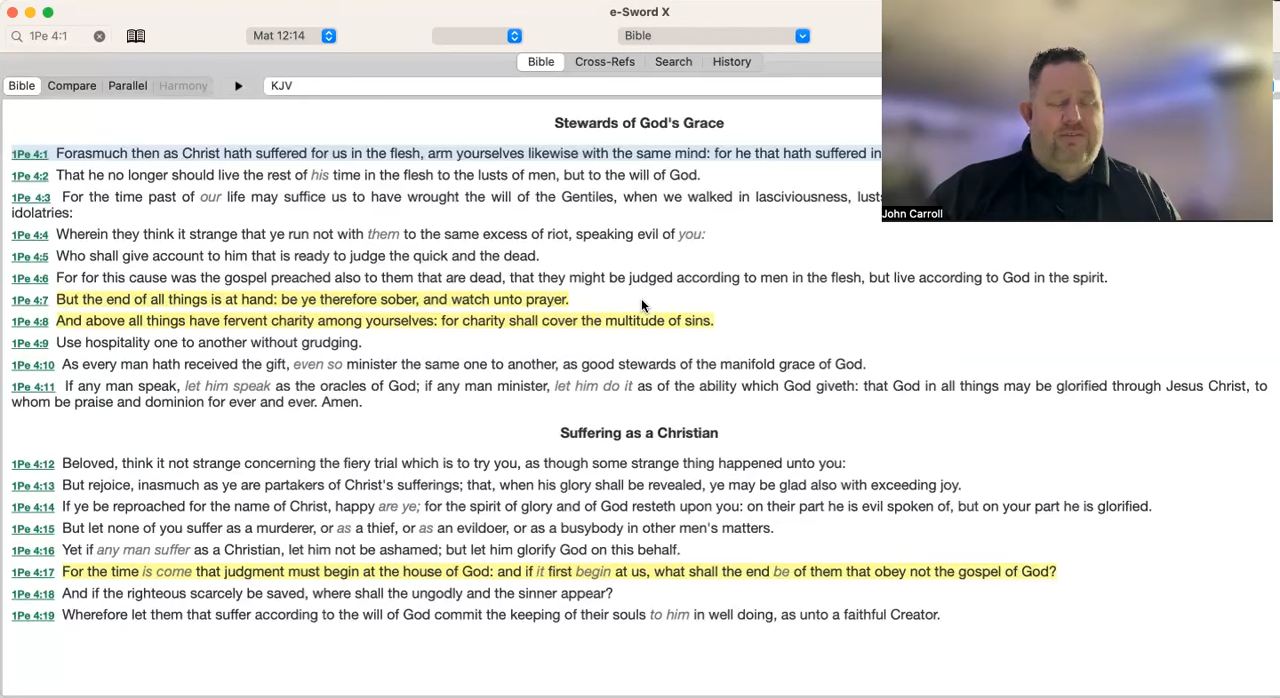 e-Sword X
1Pe 4:1
Mat 12:14
Bible
Bible Cross-Refs Search History
Bible Compare Parallel Harmony KJV
Stewards of God's Grace
1Pe 4:1 Forasmuch then as Christ hath suffered for us in the flesh, arm yourselves likewise with the same mind: for he that hath suffered in
1Pe 4:2 That he no longer should live the rest of his time in the flesh to the lusts of men, but to the will of God.
1Pe 4:3 For the time past of our life may suffice us to have wrought the will of the Gentiles, when we walked in lasciviousness,
idolatries:
John Carroll
1Pe 4:4 Wherein they think it strange that ye run not with them to the same excess of riot, speaking evil of you:
1Pe 4:5 Who shall give account to him that is ready to judge the quick and the dead.
1Pe 4:6 For for this cause was the gospel preached also to them that are dead, that they might be judged according to men in the flesh, but live according to God in the spirit.
1Pe 4:7 But the end of all things is at hand: be ye therefore sober, and watch unto prayer.
1Pe 4:8 And above all things have fervent charity among yourselves: for charity shall cover the multitude of sins.
1Pe 4:9 Use hospitality one to another without grudging.
1Pe 4:10 As every man hath received the gift, even so minister the same one to another, as good stewards of the manifold grace of God.
1Pe 4:11 If any man speak, let him speak as the oracles of God; if any man minister, let him do it as of the ability which God giveth: that God in all things may be glorified through Jesus Christ, to
whom be praise and dominion for ever and ever. Amen.
Suffering as a Christian
1Pe 4:12 Beloved, think it not strange concerning the fiery trial which is to try you, as though some strange thing happened unto you:
1Pe 4:13 But rejoice, inasmuch as ye are partakers of Christ's sufferings; that, when his glory shall be revealed, ye may be glad also with exceeding joy.
1Pe 4:14 If ye be reproached for the name of Christ, happy are ye; for the spirit of glory and of God resteth upon you: on their part he is evil spoken of, but on your part he is glorified.
1Pe 4:15 But let none of you suffer as a murderer, or as a thief, or as an evildoer, or as a busybody in other men's matters.
1Pe 4:16 Yet if any man suffer as a Christian, let him not be ashamed; but let him glorify God on this behalf.
1Pe 4:17 For the time is come that judgment must begin at the house of God: and if it first begin at us, what shall the end be of them that obey not the gospel of God?
1Pe 4:18 And if the righteous scarcely be saved, where shall the ungodly and the sinner appear?
1Pe 4:19 Wherefore let them that suffer according to the will of God commit the keeping of their souls to him in well doing, as unto a faithful Creator.